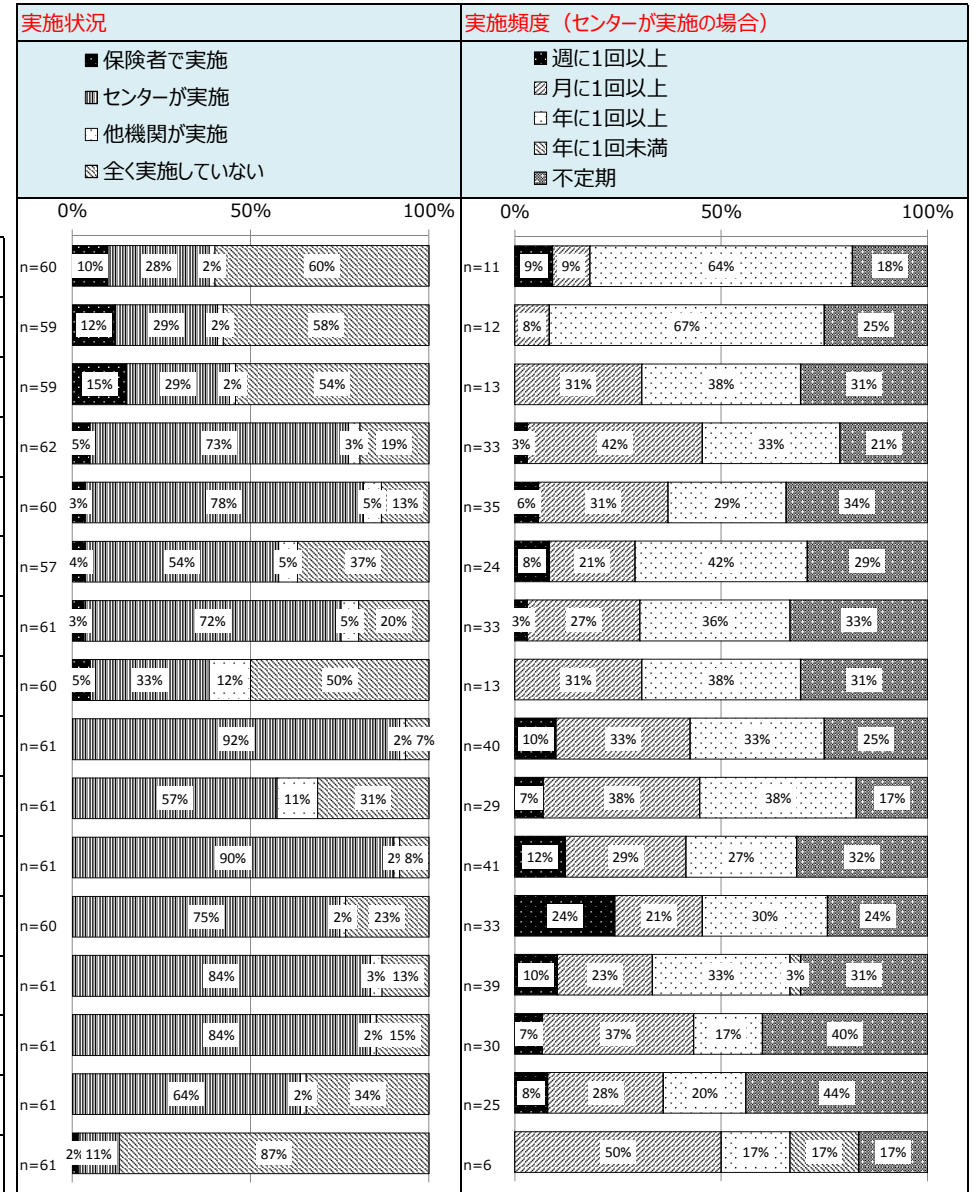 実施状況
■保険者で実施
センターが実施
他機関が実施
全く実施していない
0% 50% 100%
n=60 10% 28% 2% 60%
n=59 12% 29% 2% 58%
n=59 15% 29% 2% 54%
n=62 5% 73% 3% 19%
n=60 3% 78% 5% 13%
n=57 4% 54% 5% 37%
n=61 3% 72% 5% 20%
n=60 5% 33% 12% 50%
n=61 92% 2% 7%
n=61 57% 11% 31%
n=61 90% 2% 8%
n=60 75% 2% 23%
n=61 84% 3% 13%
n=61 84% 2% 15%
n=61 64% 2% 34%
n=61 2% 11% 87%
実施頻度（センターが実施の場合）
週に1回以上
月に1回以上
年に1回以上
年に1回未満
不定期
0% 50% 100%
n=11 9% 9% 64% 18%
n=12 8% 67% 25%
n=13 31% 38% 31%
n=33 3% 42% 33% 21%
n=35 6% 31% 29% 34%
n=24 8% 21% 42% 29%
n=33 3% 27% 36% 33%
n=13 31% 38% 31%
n=40 10% 33% 33% 25%
n=29 7% 38% 38% 17%
n=41 12% 29% 27% 32%
n=33 24% 21% 30% 24%
n=39 10% 23% 33% 3% 31%
n=30 7% 37% 17% 40%
n=25 8% 28% 20% 44%
n=6 50% 17% 17% 17%